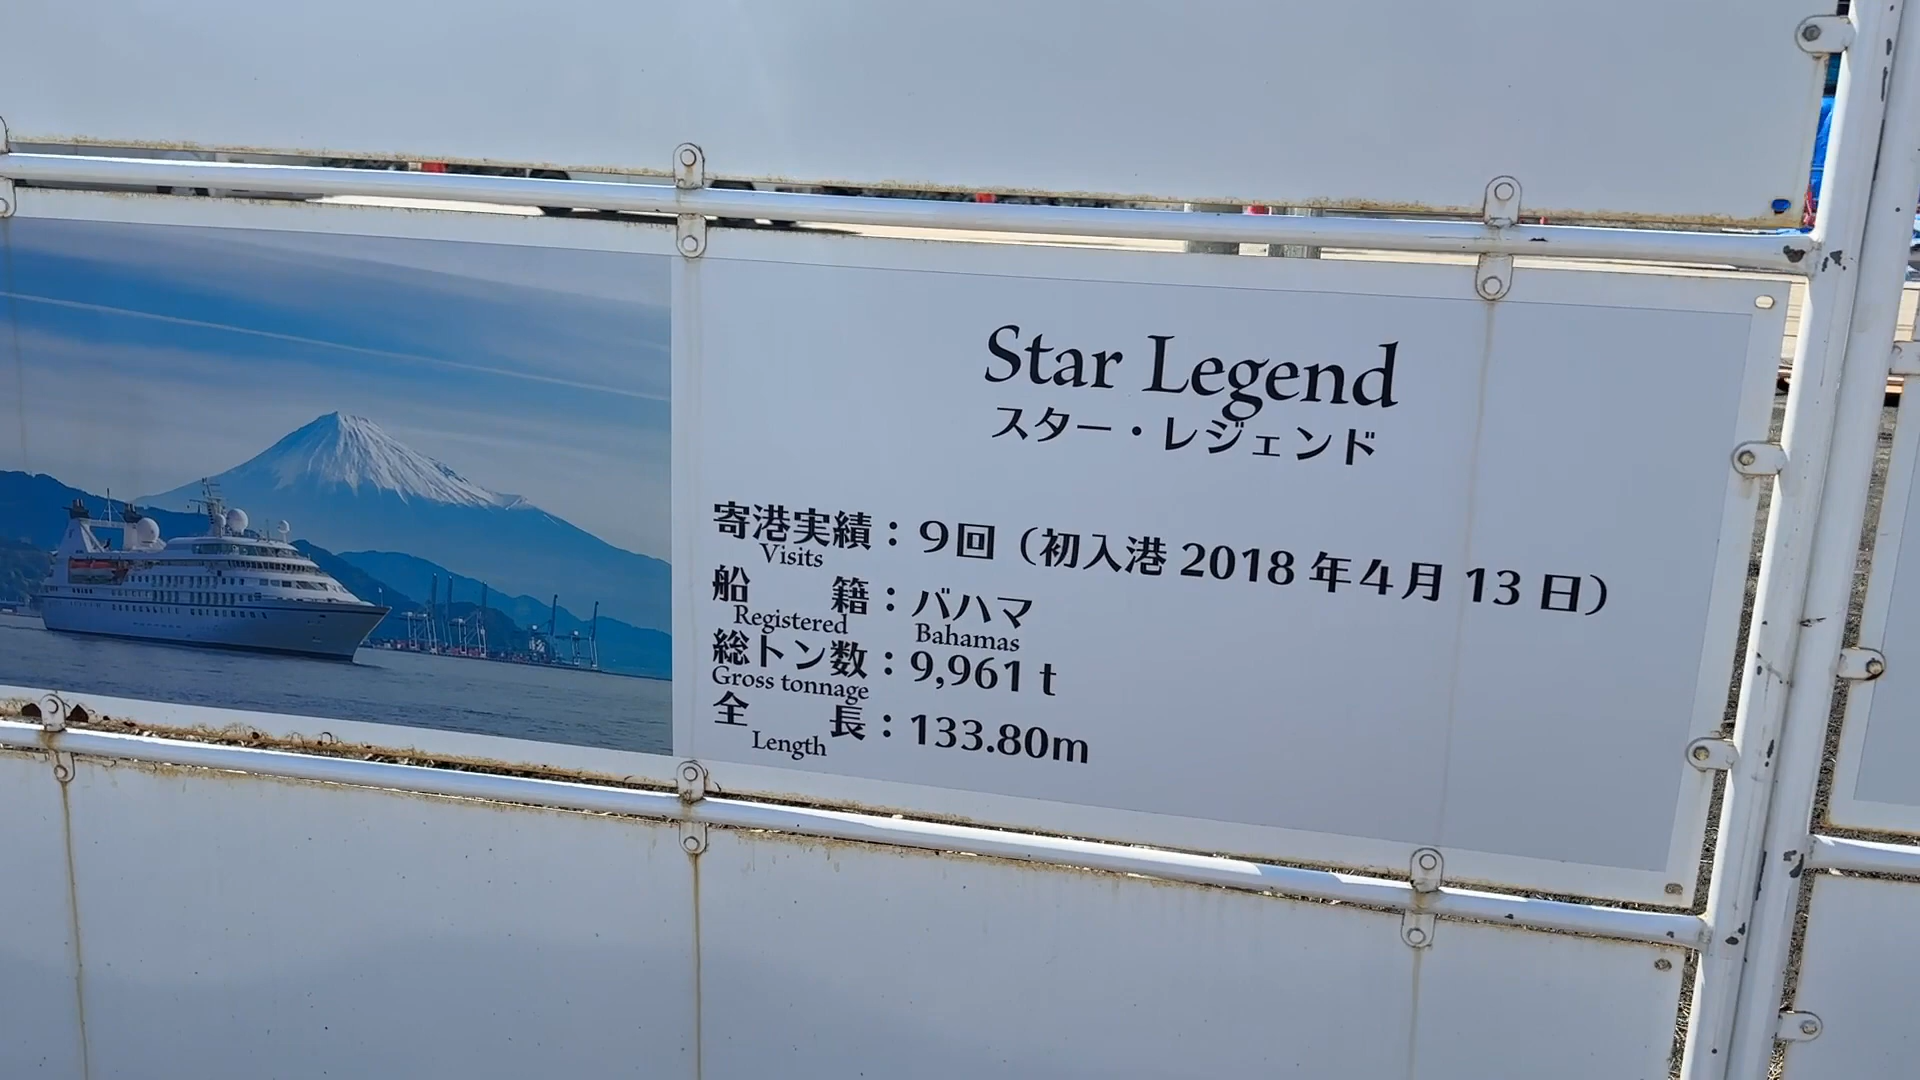 Star Legend
スター・レジェンド
寄港実績：9回（初入港 2018 年4月 13 日）
Visits
船　　籍：バハマ
Registered Bahamas
総トン数：9,961 t
Gross tonnage
全　　長：133.80m
Length